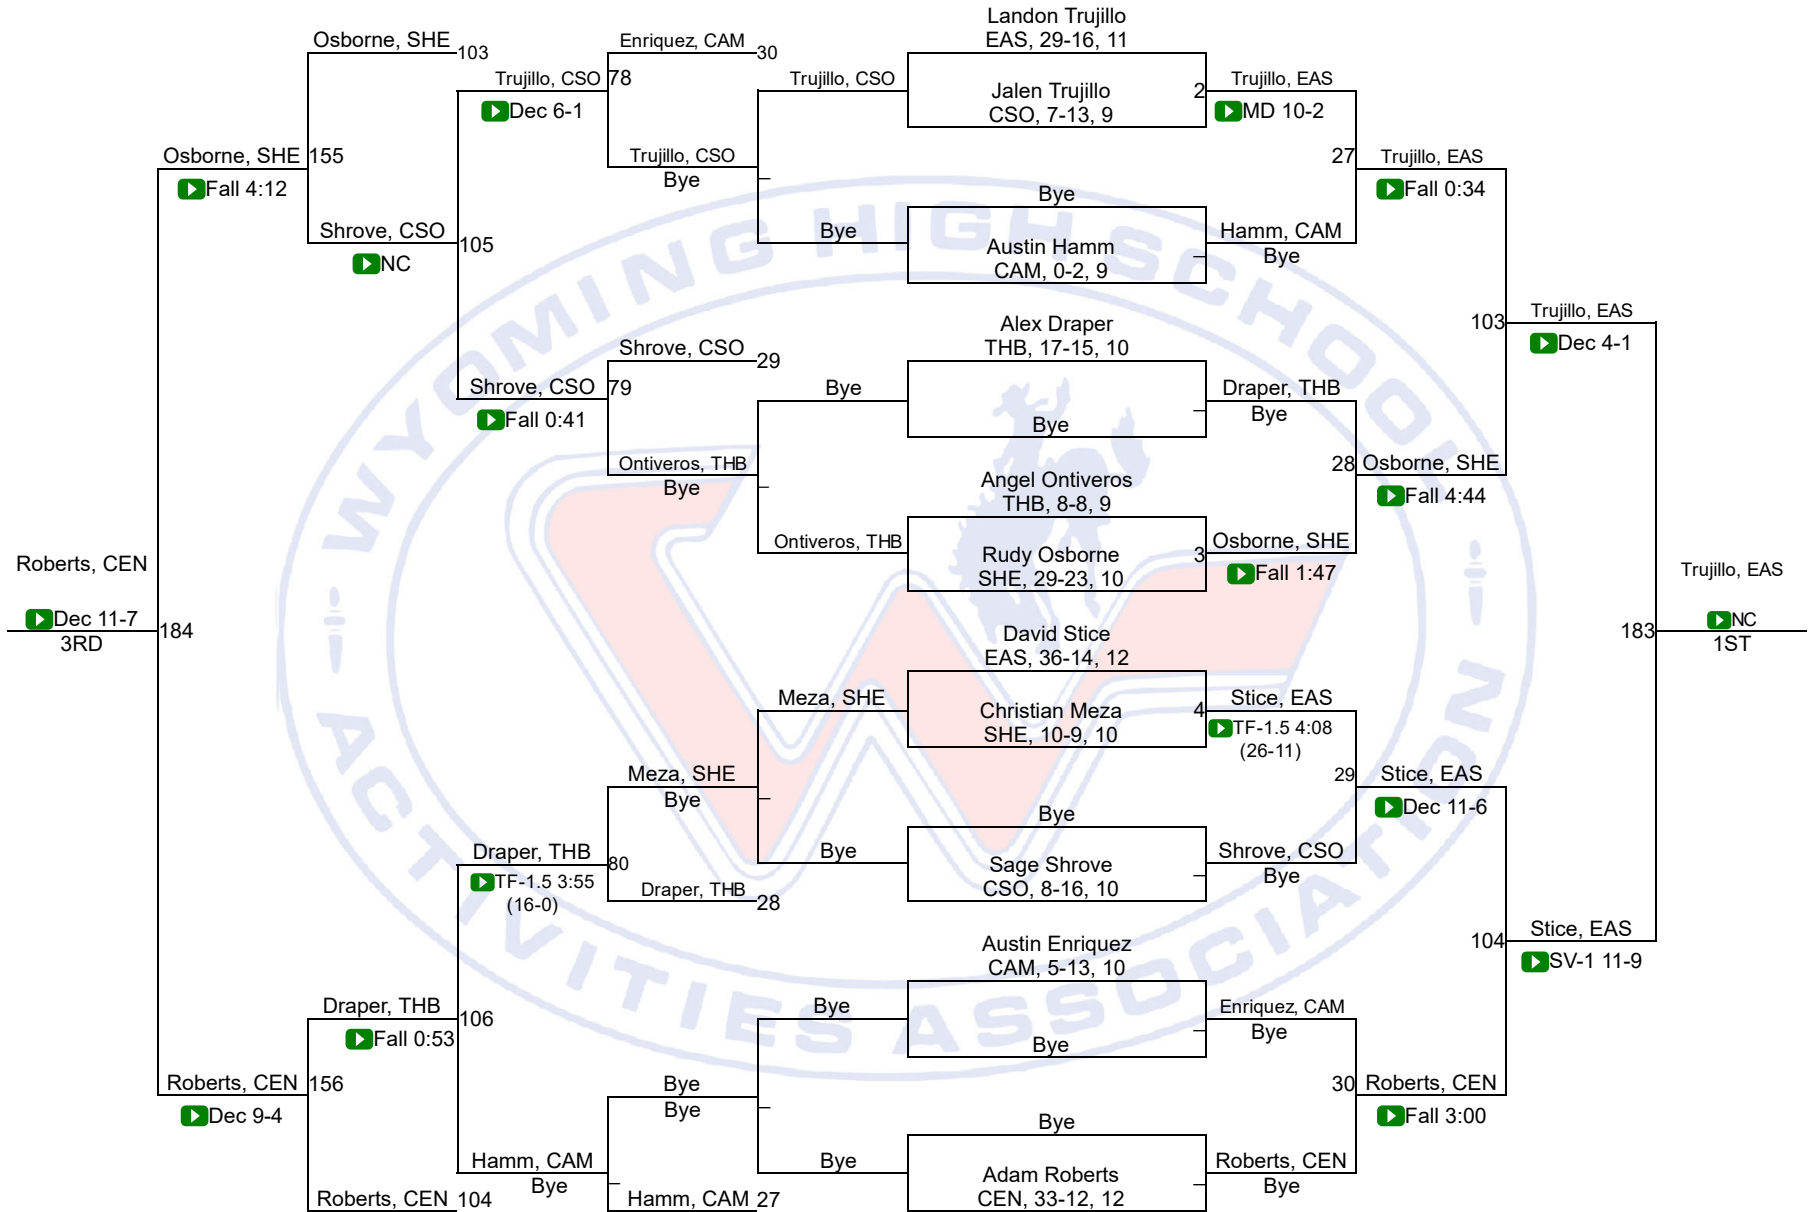 Landon Trujillo
EAS, 29-16, 11
Osborne, SHE
103
Enriquez, CAM
30
Trujillo, CSO
78
Trujillo, CSO
Jalen Trujillo
CSO, 7-13, 9
2
Trujillo, EAS
Dec 6-1
MD 10-2
Osborne, SHE
155
Trujillo, CSO
Bye
27
Trujillo, EAS
Fall 4:12
Fall 0:34
Bye
Shrove, CSO
105
Bye
Austin Hamm
CAM, 0-2, 9
Hamm, CAM
Bye
NC
Alex Draper
THB, 17-15, 10
103
Trujillo, EAS
Dec 4-1
Shrove, CSO
29
Shrove, CSO
79
Fall 0:41
Bye
Bye
Draper, THB
Bye
Ontiveros, THB
Bye
28
Osborne, SHE
Fall 4:44
Angel Ontiveros
THB, 8-8, 9
Ontiveros, THB
Rudy Osborne
SHE, 29-23, 10
3
Osborne, SHE
Fall 1:47
Roberts, CEN
Dec 11-7
3RD
184
Trujillo, EAS
183
NC
1ST
David Stice
EAS, 36-14, 12
Meza, SHE
Christian Meza
SHE, 10-9, 10
4
Stice, EAS
TF-1.5 4:08
(26-11)
Meza, SHE
Bye
29
Stice, EAS
Dec 11-6
Bye
Draper, THB
80
TF-1.5 3:55
(16-0)
Bye
Sage Shrove
CSO, 8-16, 10
Shrove, CSO
Bye
Draper, THB
28
Austin Enriquez
CAM, 5-13, 10
104
Stice, EAS
SV-1 11-9
Draper, THB
106
Fall 0:53
Bye
Bye
Enriquez, CAM
Bye
Roberts, CEN
156
Dec 9-4
Bye
Bye
30
Roberts, CEN
Fall 3:00
Bye
Hamm, CAM
Bye
Bye
Adam Roberts
CEN, 33-12, 12
Roberts, CEN
Bye
Roberts, CEN
104
Hamm, CAM
27
WYOMING HIGH SCHOOL
ACTIVITIES ASSOCIATION